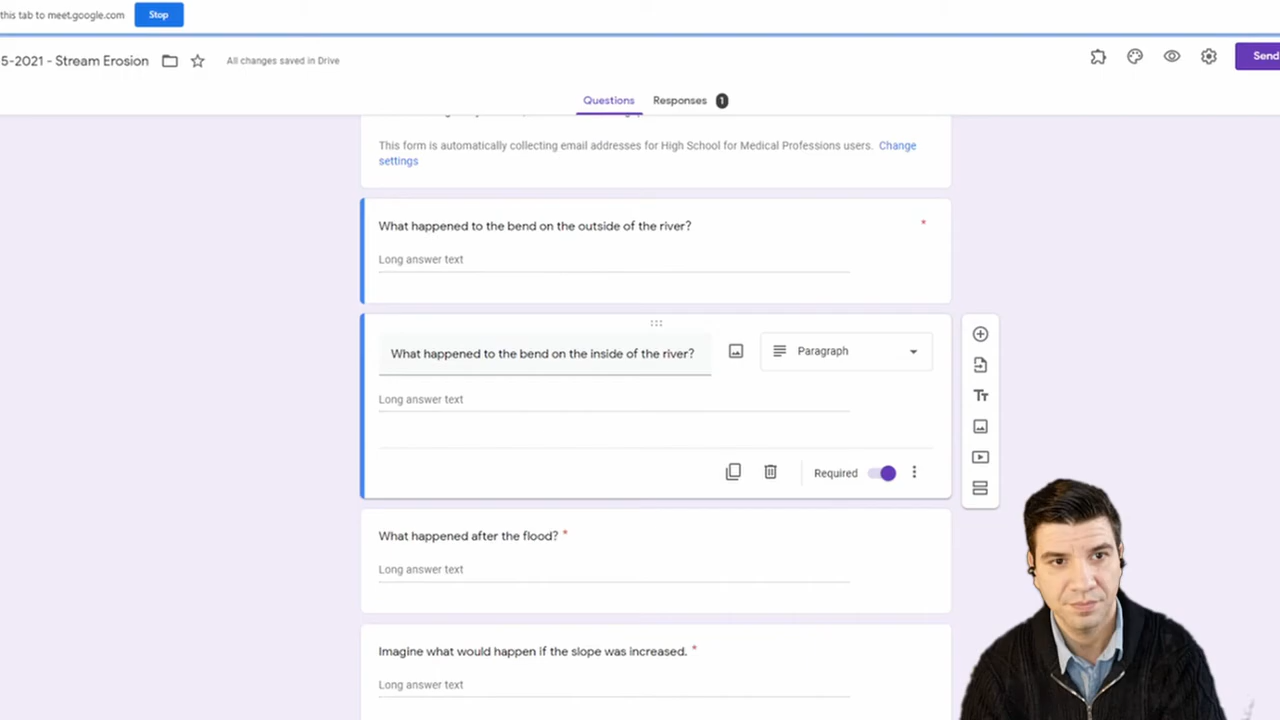 this tab to meet.google.com
Stop
5-2021 - Stream Erosion
All changes saved in Drive
Send
Questions
Responses
1
This form is automatically collecting email addresses for High School for Medical Professions users. Change
settings
What happened to the bend on the outside of the river?
*
Long answer text
What happened to the bend on the inside of the river?
Paragraph
Long answer text
Required
What happened after the flood? *
Long answer text
Imagine what would happen if the slope was increased. *
Long answer text